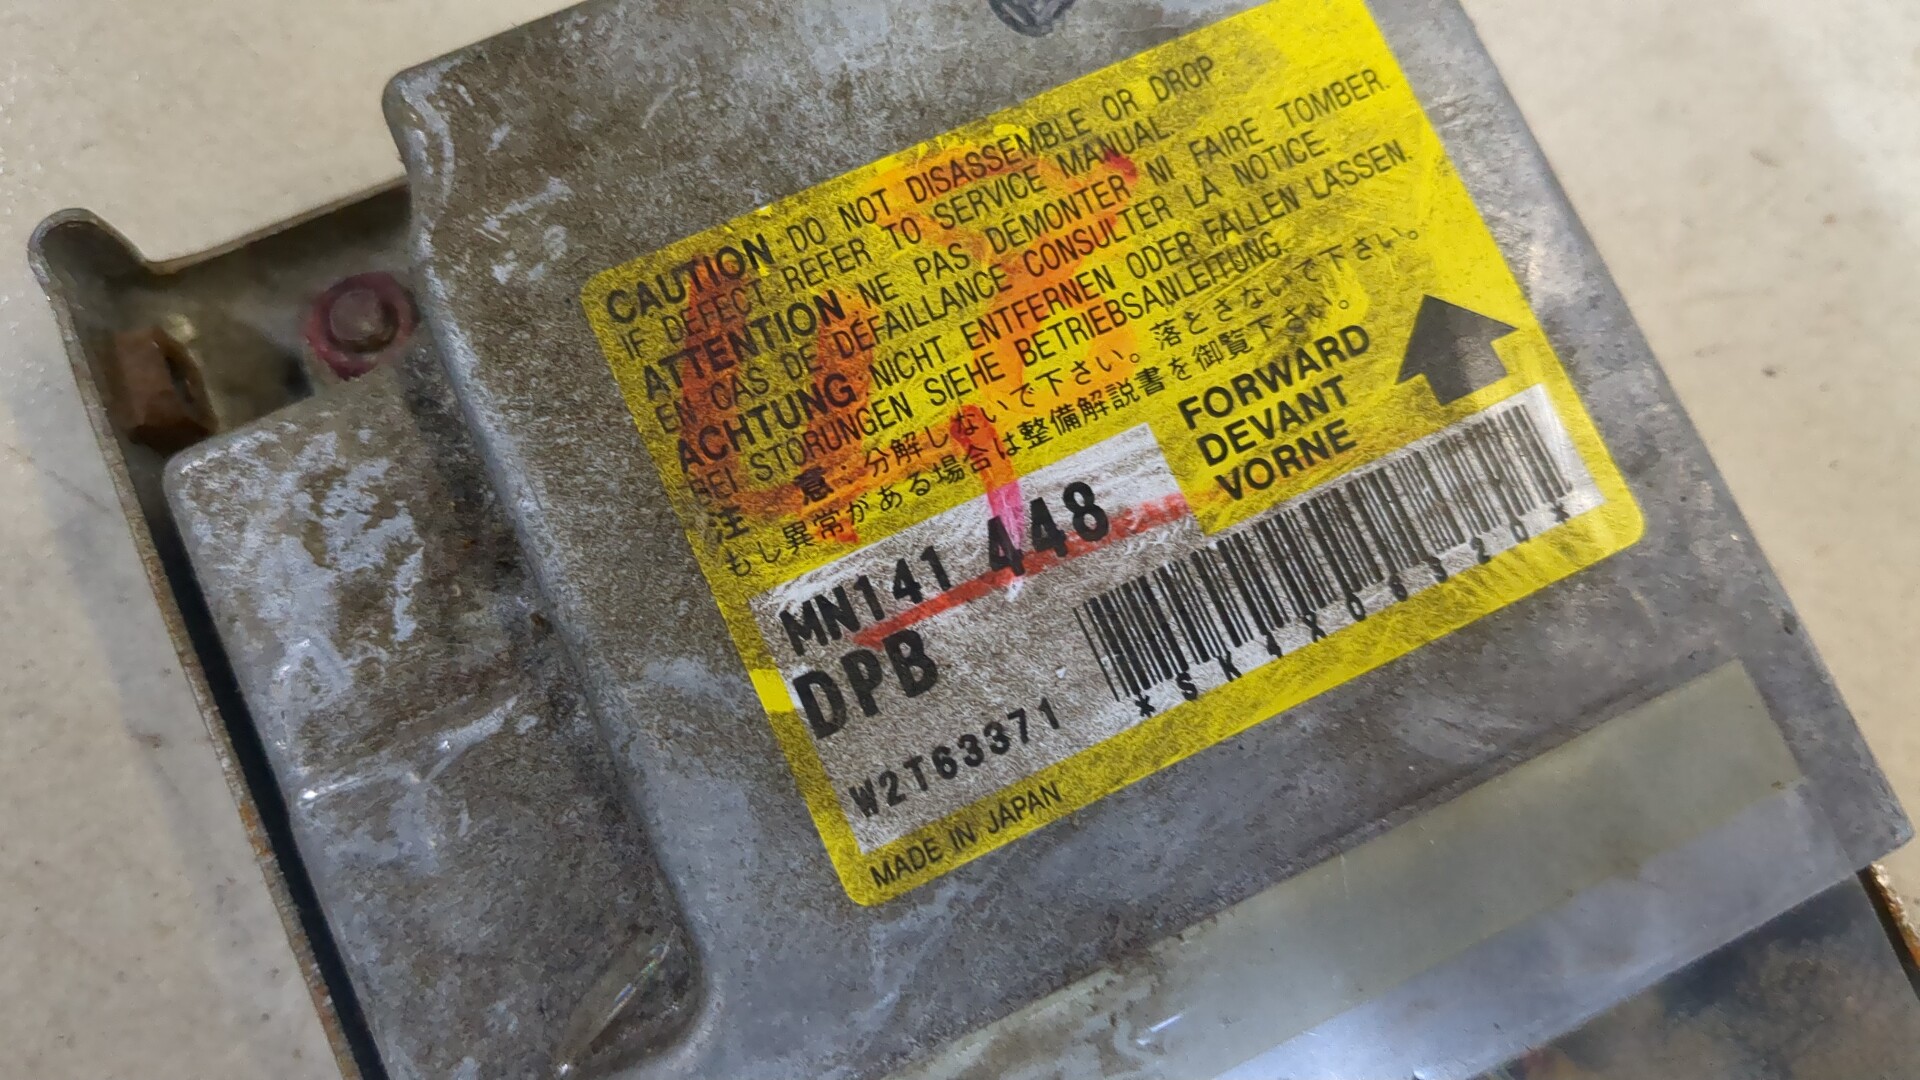 CAUTION :DO NOT DISASSEMBLE OR DROP
IF DEFECT REFER TO SERVICE MANUAL.
ATTENTION :NE PAS DÉMONTER NI FAIRE TOMBER.
EN CAS DE DÉFAILLANCE CONSULTER LA NOTICE.
ACHTUNG :NICHT ENTFERNEN ODER FALLEN LASSEN.
BEI STÖRUNGEN SIEHE BETRIEBSANLEITUNG.
注 意:分解しないで下さい。落とさないで下さい。
もし異常がある場合は整備解説書を御覧下さい。
FORWARD
DEVANT
VORNE
MN141 448
DPB
W2T63371
MADE IN JAPAN